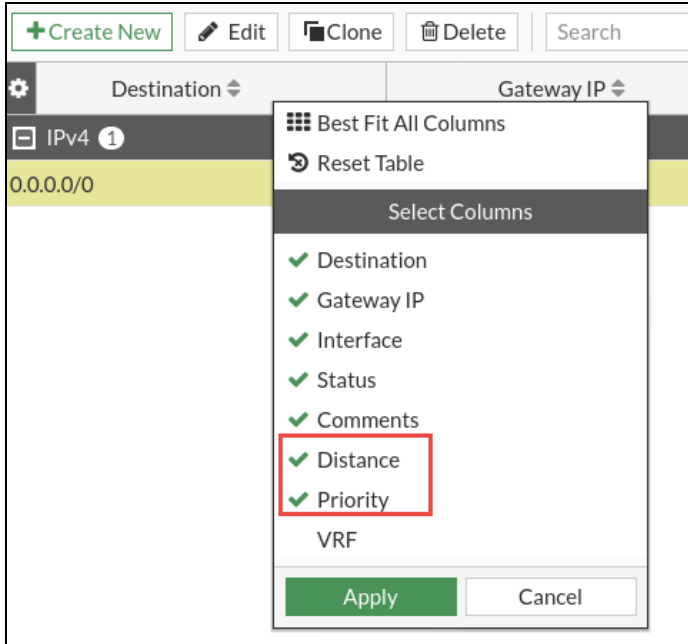 +Create New Edit Clone Delete Search
Destination Gateway IP
IPv4 1
0.0.0.0/0
Best Fit All Columns
Reset Table
Select Columns
Destination
Gateway IP
Interface
Status
Comments
Distance
Priority
VRF
Apply Cancel